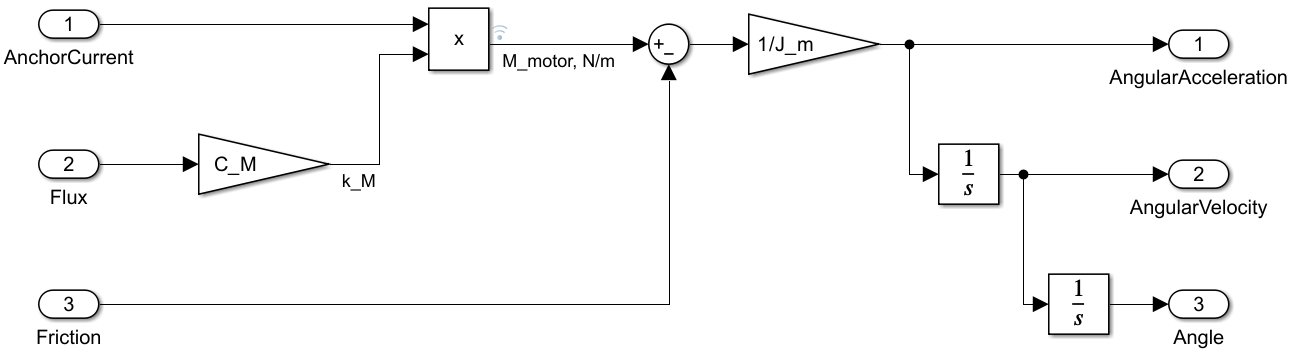 1
AnchorCurrent
x
M_motor, N/m
+
-
1/J_m
1
AngularAcceleration
2
Flux
C_M
k_M
1
s
2
AngularVelocity
3
Friction
1
s
3
Angle